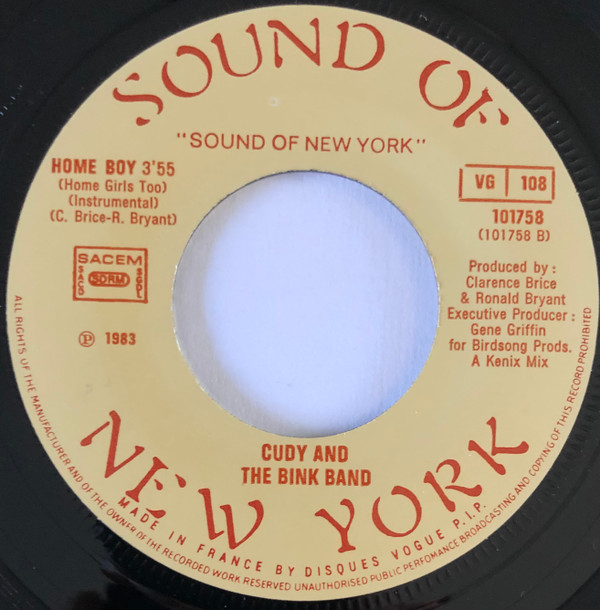 SOUND OF
"SOUND OF NEW YORK"
HOME BOY 3'55
(Home Girls Too)
(Instrumental)
(C. Brice-R. Bryant)
VG 108
101758
(101758 B)
SACEM
SACD SDRM SGDL
℗ 1983
Produced by :
Clarence Brice
& Ronald Bryant
Executive Producer :
Gene Griffin
for Birdsong Prods.
A Kenix Mix
CUDY AND
THE BINK BAND
NEW YORK
MADE IN FRANCE BY DISQUES VOGUE P.I.P.
ALL RIGHTS OF THE MANUFACTURER AND OF THE OWNER OF THE RECORDED WORK RESERVED UNAUTHORISED PUBLIC PERFOMANCE BROADCASTING AND COPYING OF THIS RECORD PROHIBITED